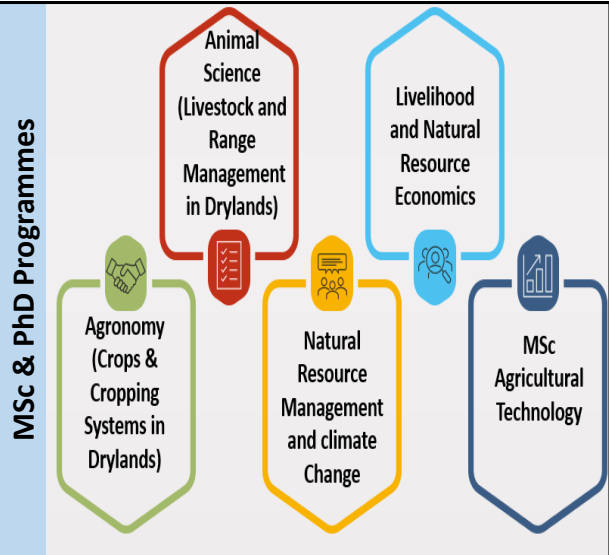 MSc & PhD Programmes
Animal
Science
(Livestock and
Range
Management
in Drylands)
Livelihood
and Natural
Resource
Economics
Agronomy
(Crops &
Cropping
Systems in
Drylands)
Natural
Resource
Management
and climate
Change
MSc
Agricultural
Technology